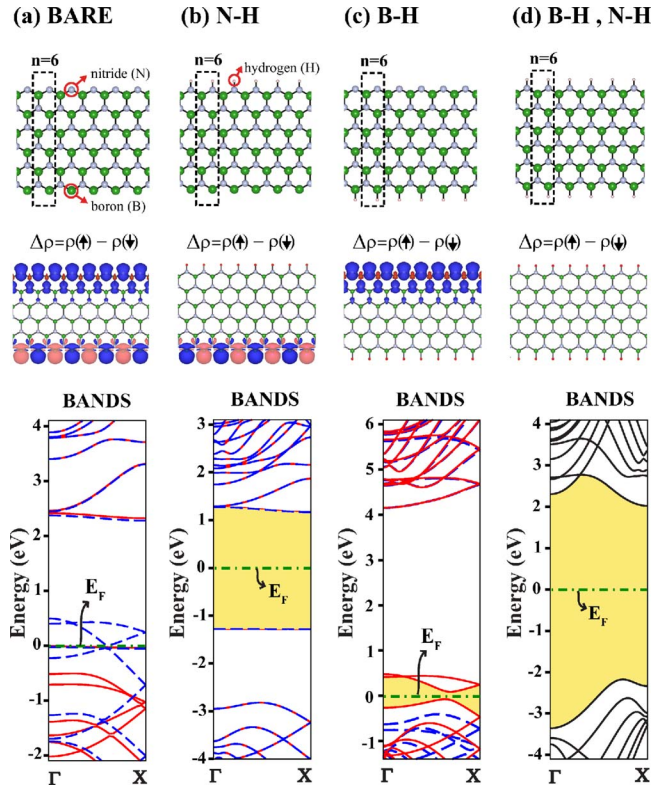 (a) BARE
(b) N-H
(c) B-H
(d) B-H , N-H
n=6
nitride (N)
boron (B)
n=6
hydrogen (H)
n=6
n=6
Δρ=ρ(↑) − ρ(↓)
Δρ=ρ(↑) − ρ(↓)
Δρ=ρ(↑) − ρ(↓)
Δρ=ρ(↑) − ρ(↓)
BANDS
BANDS
BANDS
BANDS
Energy (eV)
4
3
2
1
0
-1
-2
E_F
Γ
X
Energy (eV)
3
2
1
0
-1
-2
-3
-4
E_F
Γ
X
Energy (eV)
6
5
4
3
2
1
0
-1
E_F
Γ
X
Energy (eV)
4
3
2
1
0
-1
-2
-3
-4
E_F
Γ
X